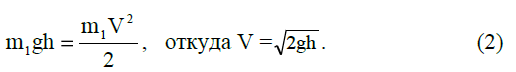 m₁gh = m₁V²/2, откуда V = √2gh. (2)